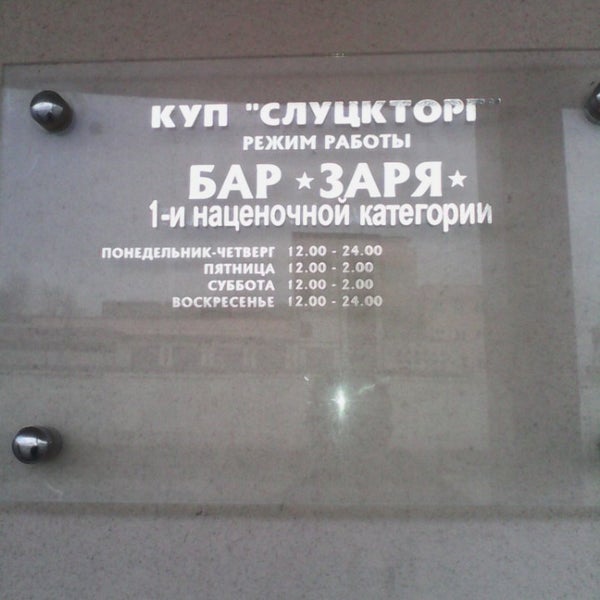 КУП "СЛУЦКТОРГ"
РЕЖИМ РАБОТЫ
БАР ★ЗАРЯ★
1-и наценочной категории
ПОНЕДЕЛЬНИК-ЧЕТВЕРГ 12.00 - 24.00
ПЯТНИЦА 12.00 - 2.00
СУББОТА 12.00 - 2.00
ВОСКРЕСЕНЬЕ 12.00 - 24.00